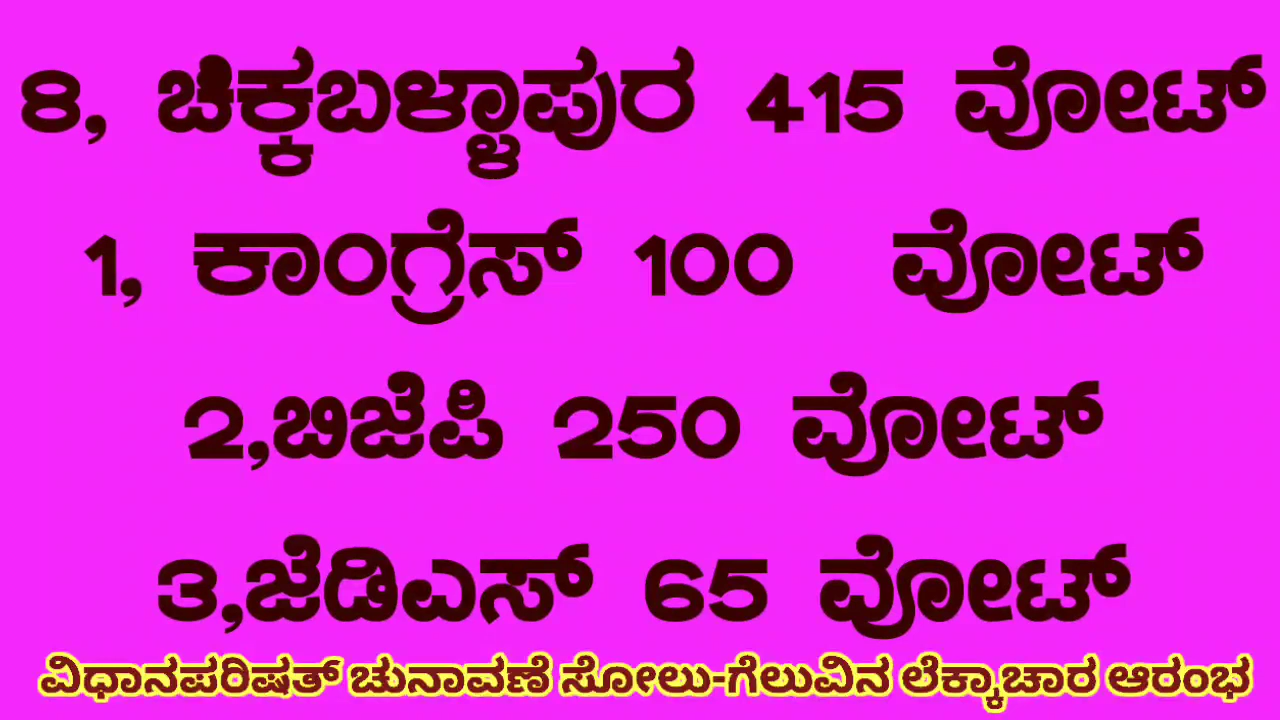 8, ಚಿಕ್ಕಬಳ್ಳಾಪುರ 415 ವೋಟ್
1, ಕಾಂಗ್ರೆಸ್ 100 ವೋಟ್
2,ಬಿಜೆಪಿ 250 ವೋಟ್
3,ಜೆಡಿಎಸ್ 65 ವೋಟ್
ವಿಧಾನಪರಿಷತ್ ಚುನಾವಣೆ ಸೋಲು-ಗೆಲುವಿನ ಲೆಕ್ಕಾಚಾರ ಆರಂಭ